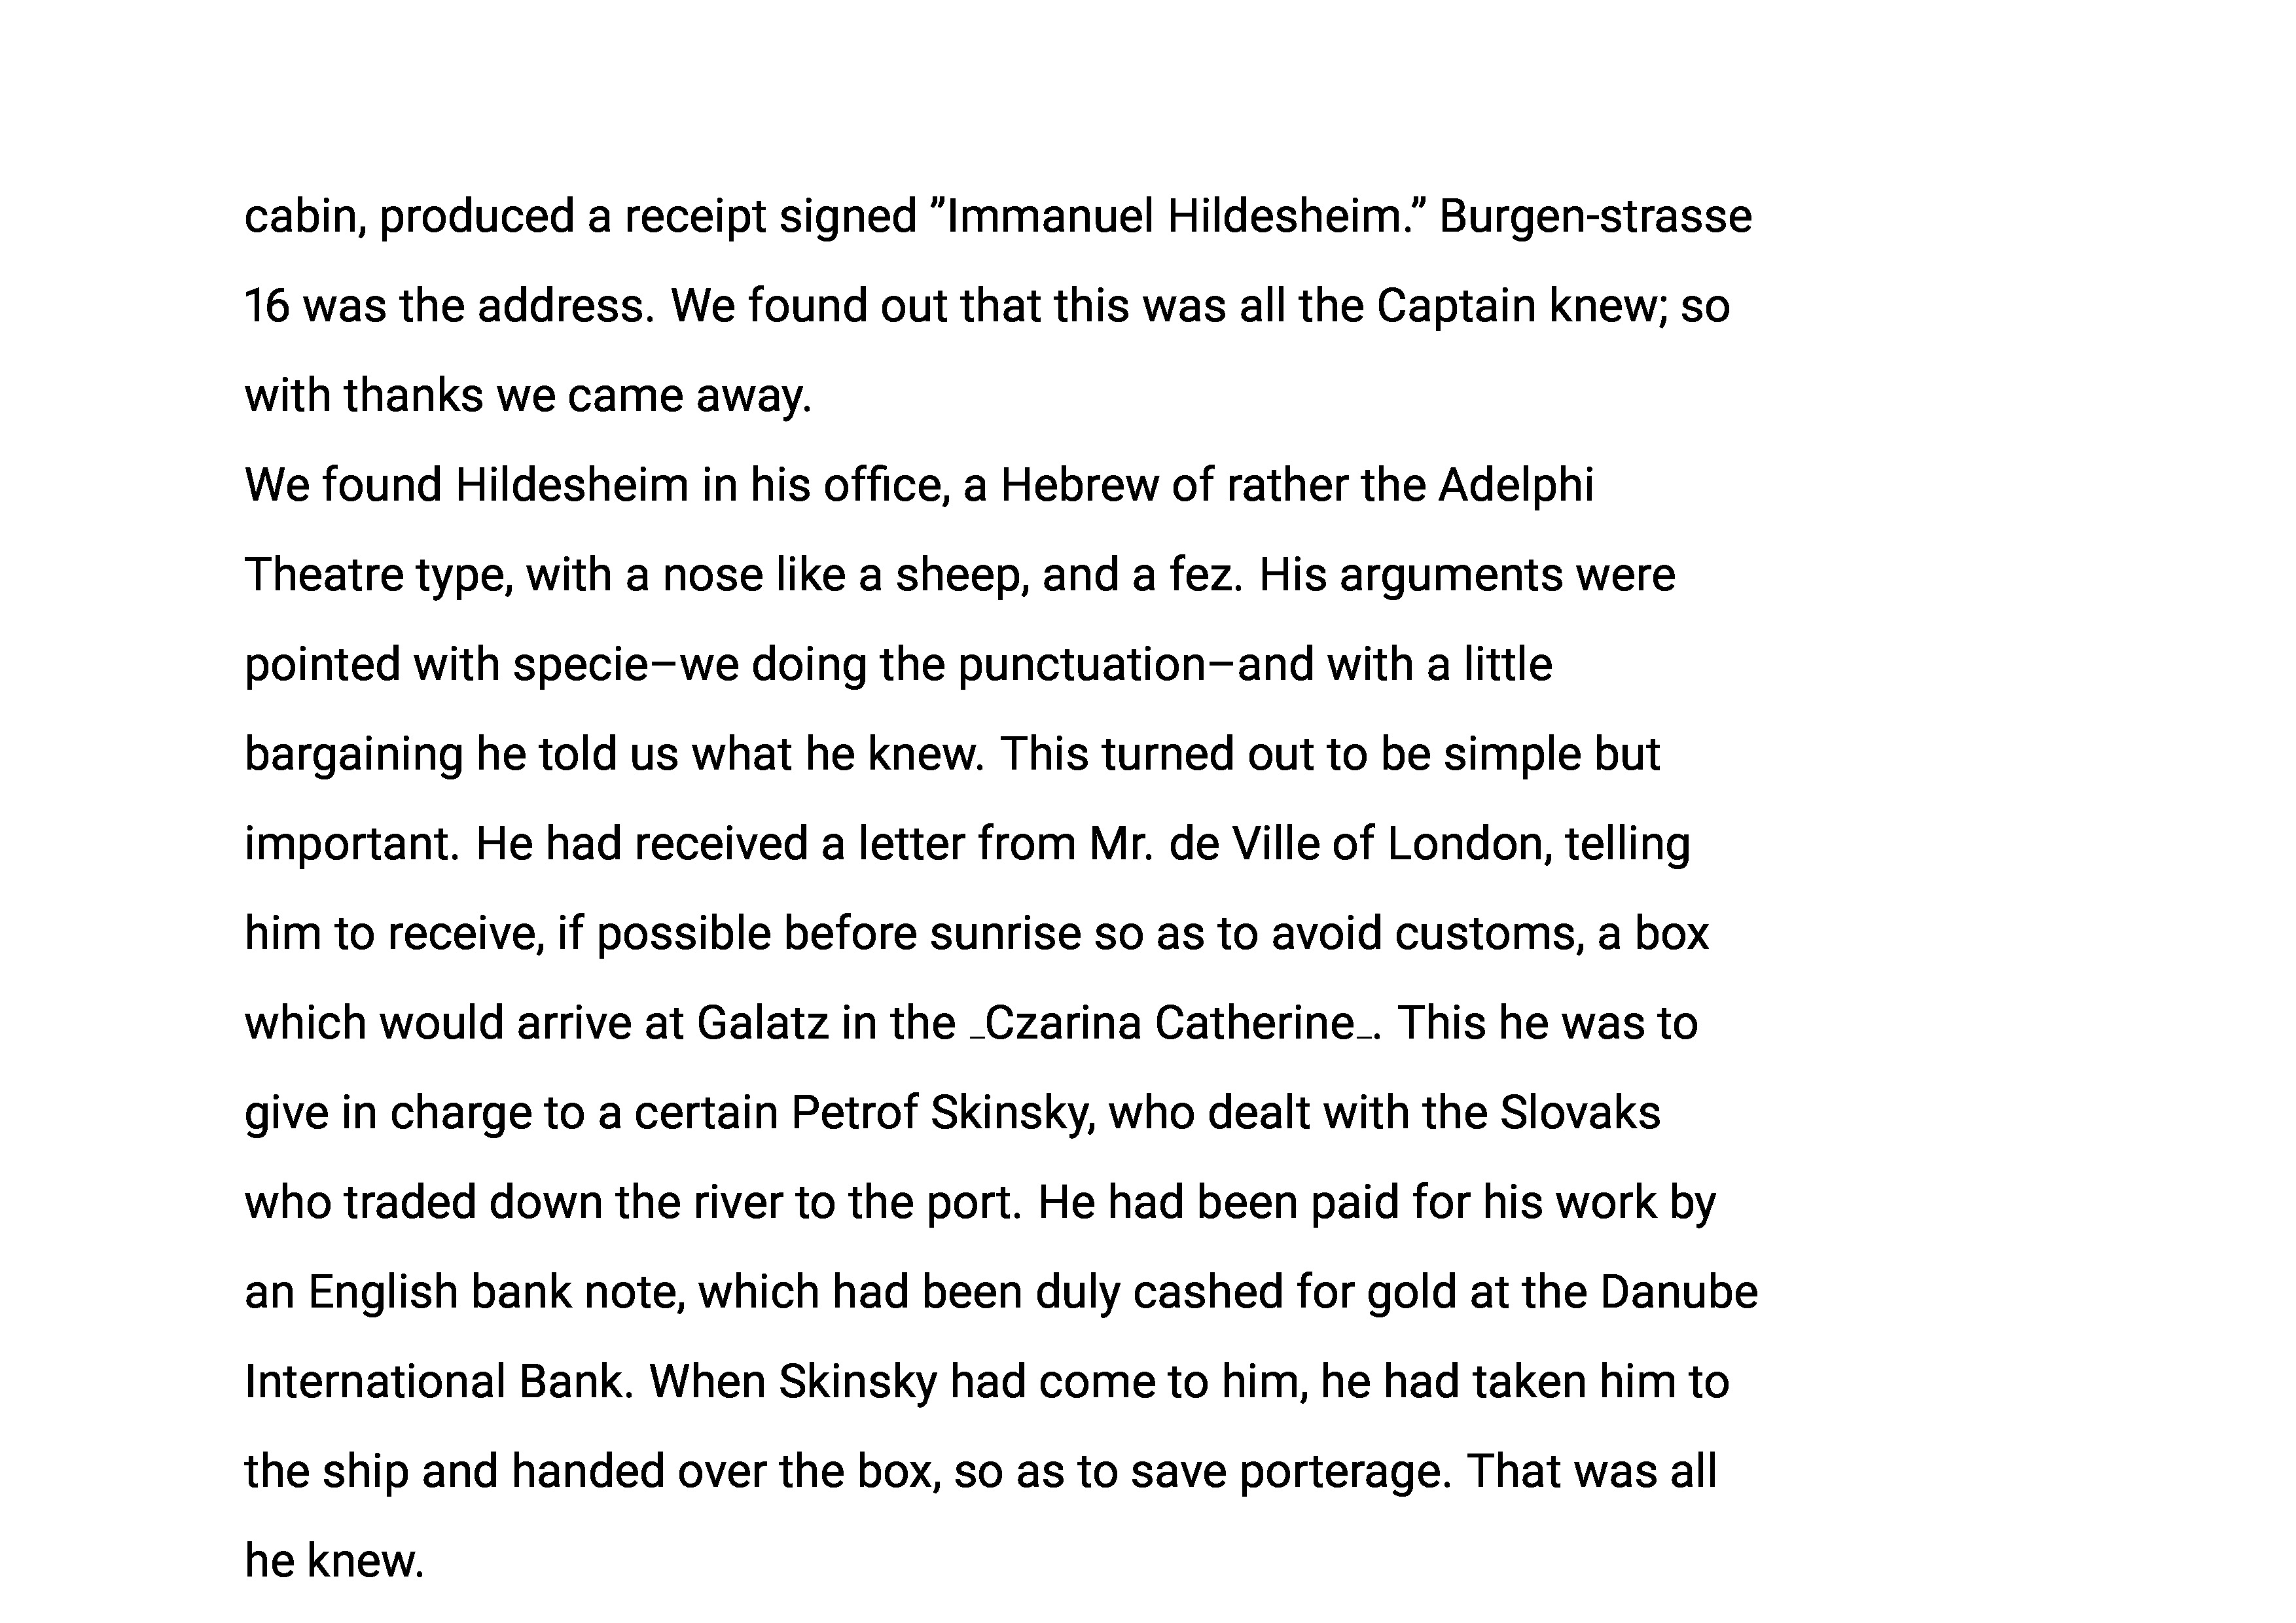 cabin, produced a receipt signed ”Immanuel Hildesheim.” Burgen-strasse
16 was the address. We found out that this was all the Captain knew; so
with thanks we came away.
We found Hildesheim in his office, a Hebrew of rather the Adelphi
Theatre type, with a nose like a sheep, and a fez. His arguments were
pointed with specie–we doing the punctuation–and with a little
bargaining he told us what he knew. This turned out to be simple but
important. He had received a letter from Mr. de Ville of London, telling
him to receive, if possible before sunrise so as to avoid customs, a box
which would arrive at Galatz in the _Czarina Catherine_. This he was to
give in charge to a certain Petrof Skinsky, who dealt with the Slovaks
who traded down the river to the port. He had been paid for his work by
an English bank note, which had been duly cashed for gold at the Danube
International Bank. When Skinsky had come to him, he had taken him to
the ship and handed over the box, so as to save porterage. That was all
he knew.